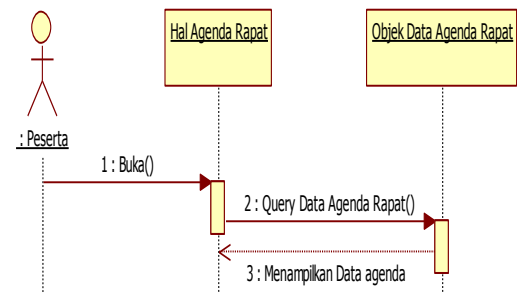 Hal Agenda Rapat
Objek Data Agenda Rapat
: Peserta
1 : Buka()
2 : Query Data Agenda Rapat()
3 : Menampilkan Data agenda